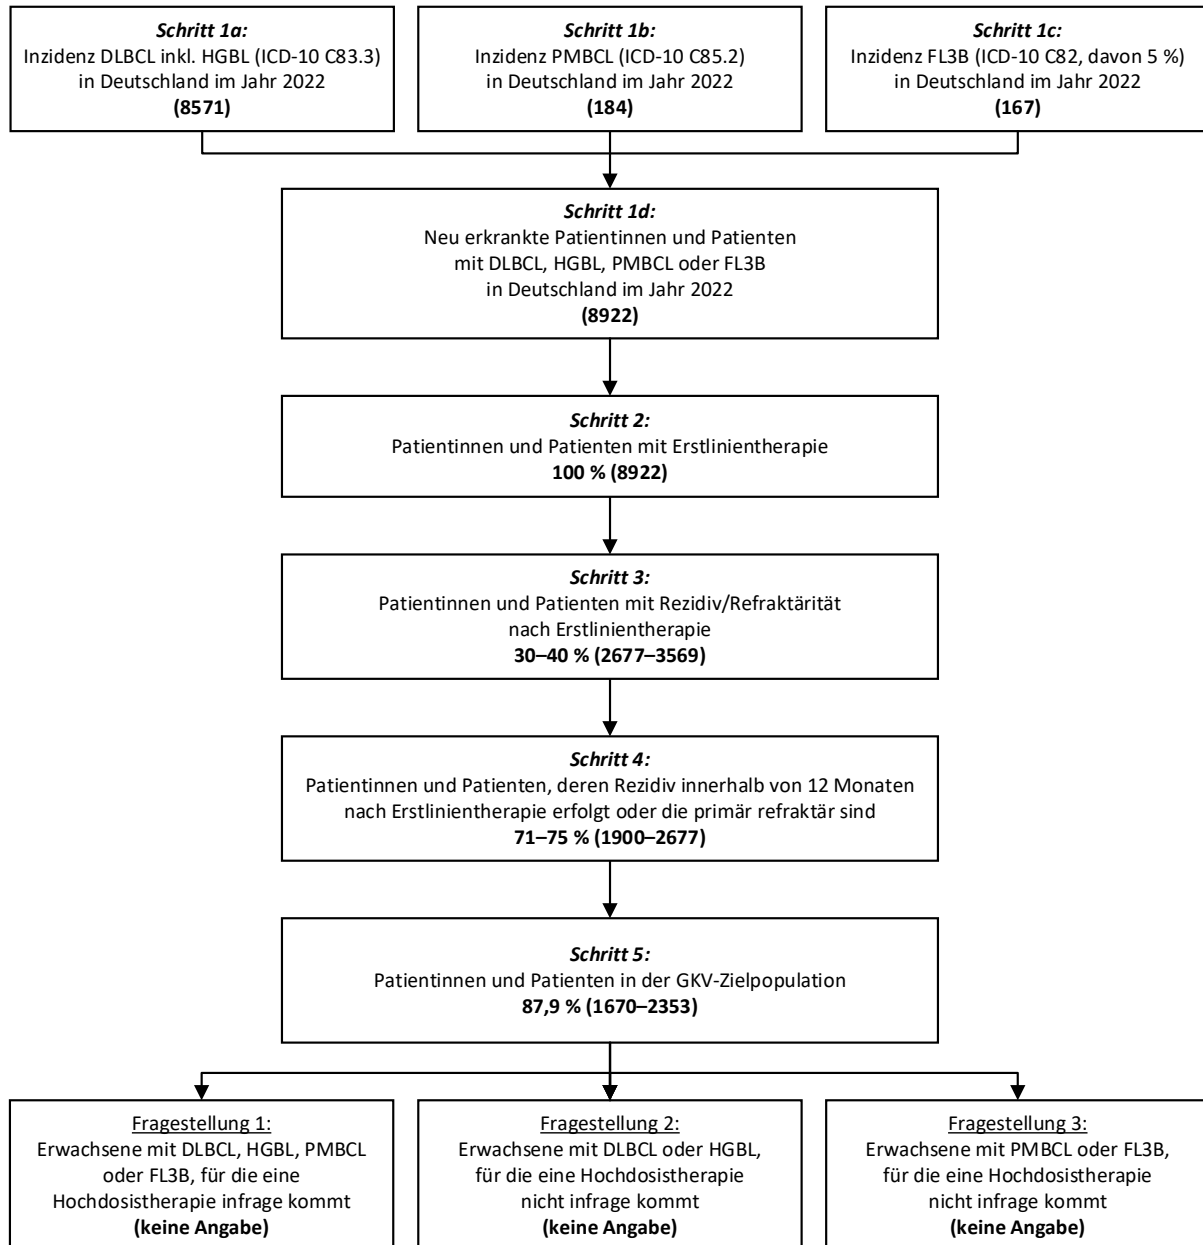 Schritt 1a:
Inzidenz DLBCL inkl. HGBL (ICD-10 C83.3)
in Deutschland im Jahr 2022
(8571)
Schritt 1b:
Inzidenz PMBCL (ICD-10 C85.2)
in Deutschland im Jahr 2022
(184)
Schritt 1c:
Inzidenz FL3B (ICD-10 C82, davon 5 %)
in Deutschland im Jahr 2022
(167)
Schritt 1d:
Neu erkrankte Patientinnen und Patienten
mit DLBCL, HGBL, PMBCL oder FL3B
in Deutschland im Jahr 2022
(8922)
Schritt 2:
Patientinnen und Patienten mit Erstlinientherapie
100 % (8922)
Schritt 3:
Patientinnen und Patienten mit Rezidiv/Refraktärität
nach Erstlinientherapie
30–40 % (2677–3569)
Schritt 4:
Patientinnen und Patienten, deren Rezidiv innerhalb von 12 Monaten
nach Erstlinientherapie erfolgt oder die primär refraktär sind
71–75 % (1900–2677)
Schritt 5:
Patientinnen und Patienten in der GKV-Zielpopulation
87,9 % (1670–2353)
Fragestellung 1:
Erwachsene mit DLBCL, HGBL, PMBCL
oder FL3B, für die eine
Hochdosistherapie infrage kommt
(keine Angabe)
Fragestellung 2:
Erwachsene mit DLBCL oder HGBL,
für die eine Hochdosistherapie
nicht infrage kommt
(keine Angabe)
Fragestellung 3:
Erwachsene mit PMBCL oder FL3B,
für die eine Hochdosistherapie
nicht infrage kommt
(keine Angabe)